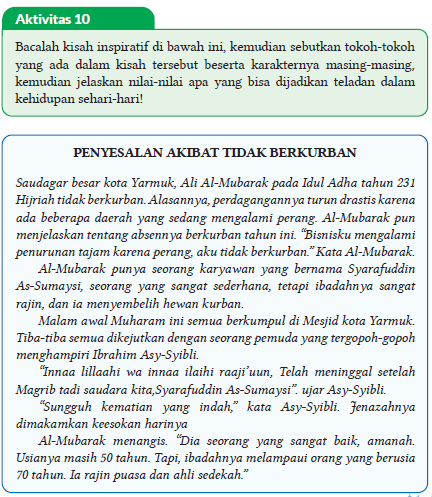 Aktivitas 10
Bacalah kisah inspiratif di bawah ini, kemudian sebutkan tokoh-tokoh
yang ada dalam kisah tersebut beserta karakternya masing-masing,
kemudian jelaskan nilai-nilai apa yang bisa dijadikan teladan dalam
kehidupan sehari-hari!
PENYESALAN AKIBAT TIDAK BERKURBAN
Saudagar besar kota Yarmuk, Ali Al-Mubarak pada Idul Adha tahun 231
Hijriah tidak berkurban. Alasannya, perdagangannya turun drastis karena
ada beberapa daerah yang sedang mengalami perang. Al-Mubarak pun
menjelaskan tentang absennya berkurban tahun ini. “Bisnisku mengalami
penurunan tajam karena perang, aku tidak berkurban.” Kata Al-Mubarak.
Al-Mubarak punya seorang karyawan yang bernama Syarafuddin
As-Sumaysi, seorang yang sangat sederhana, tetapi ibadahnya sangat
rajin, dan ia menyembelih hewan kurban.
Malam awal Muharam ini semua berkumpul di Mesjid kota Yarmuk.
Tiba-tiba semua dikejutkan dengan seorang pemuda yang tergopoh-gopoh
menghampiri Ibrahim Asy-Syibli.
“Innaa lillaahi wa innaa ilaihi raaji’uun, Telah meninggal setelah
Magrib tadi saudara kita,Syarafuddin As-Sumaysi”. ujar Asy-Syibli.
“Sungguh kematian yang indah,” kata Asy-Syibli. Jenazahnya
dimakamkan keesokan harinya
Al-Mubarak menangis. “Dia seorang yang sangat baik, amanah.
Usianya masih 50 tahun. Tapi, ibadahnya melampaui orang yang berusia
70 tahun. Ia rajin puasa dan ahli sedekah.”